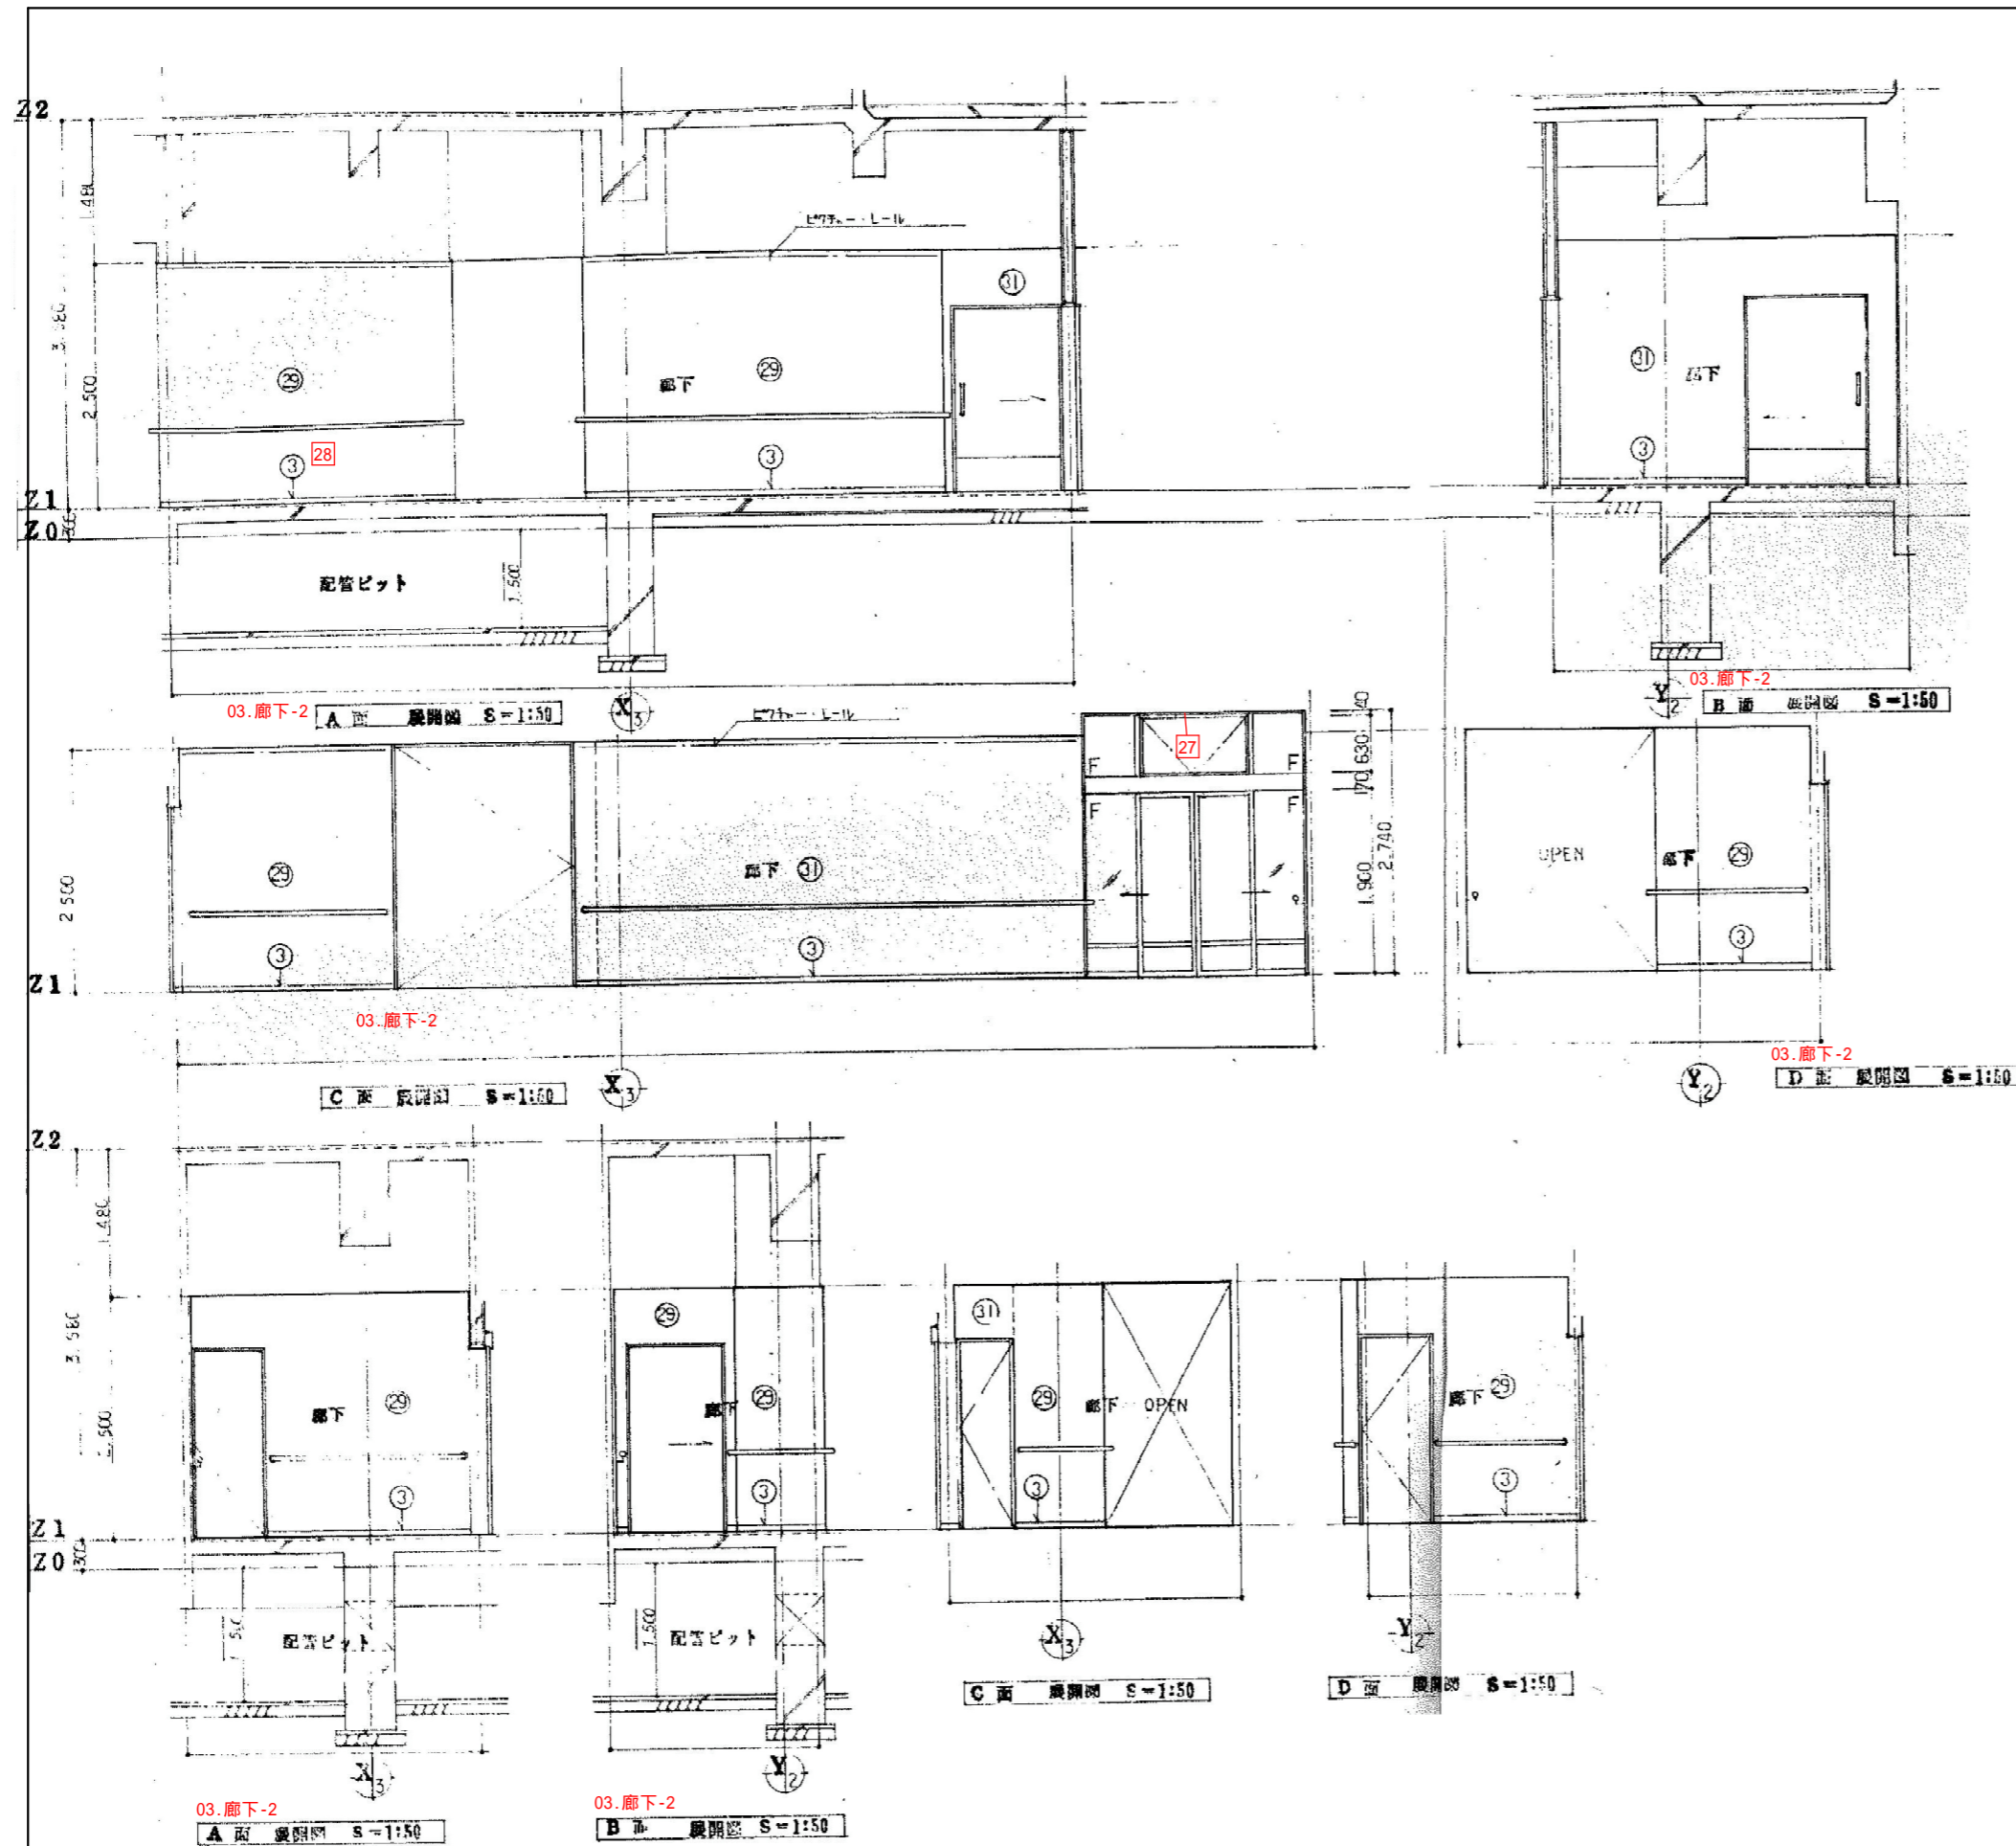 Z2
1,480
ピクチャー・レール
㉛
2,500
㉙
廊下
㉙
㉛
廊下
28
③
③
③
Z1
Z0
300
配管ピット
1,500
03.廊下-2
A 面 展開図 S=1:50
X3
ピクチャー・レール
03.廊下-2
Y2
B 面 展開図 S=1:50
27
40
630
170
1,900
2,740
F
F
F
F
2,500
㉙
廊下
㉛
OPEN
廊下
㉙
③
③
③
Z1
03.廊下-2
03.廊下-2
C 面 展開図 S=1:50
X3
Y2
D 面 展開図 S=1:50
Z2
1,480
㉙
㉛
廊下
㉙
廊下
㉙
㉙
廊下
OPEN
廊下
㉙
③
③
③
③
Z1
Z0
300
配管ピット
1,500
配管ピット
X3
Y2
C 面 展開図 S=1:50
D 面 展開図 S=1:50
X3
Y2
03.廊下-2
03.廊下-2
A 面 展開図 S=1:50
B 面 展開図 S=1:50